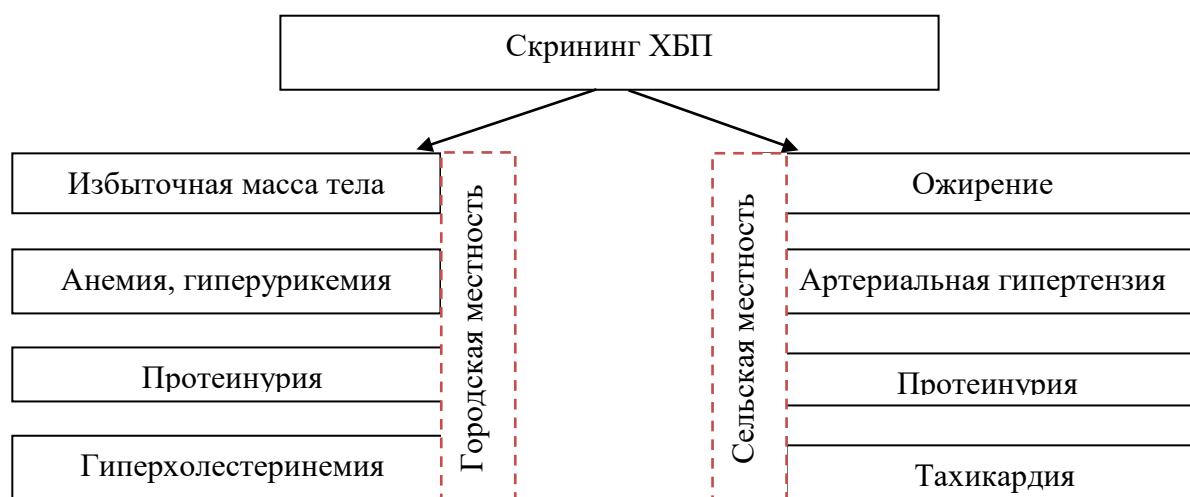 Скрининг ХБП
Избыточная масса тела
Анемия, гиперурикемия
Протеинурия
Гиперхолестеринемия
Городская местность
Сельская местность
Ожирение
Артериальная гипертензия
Протеинурия
Тахикардия